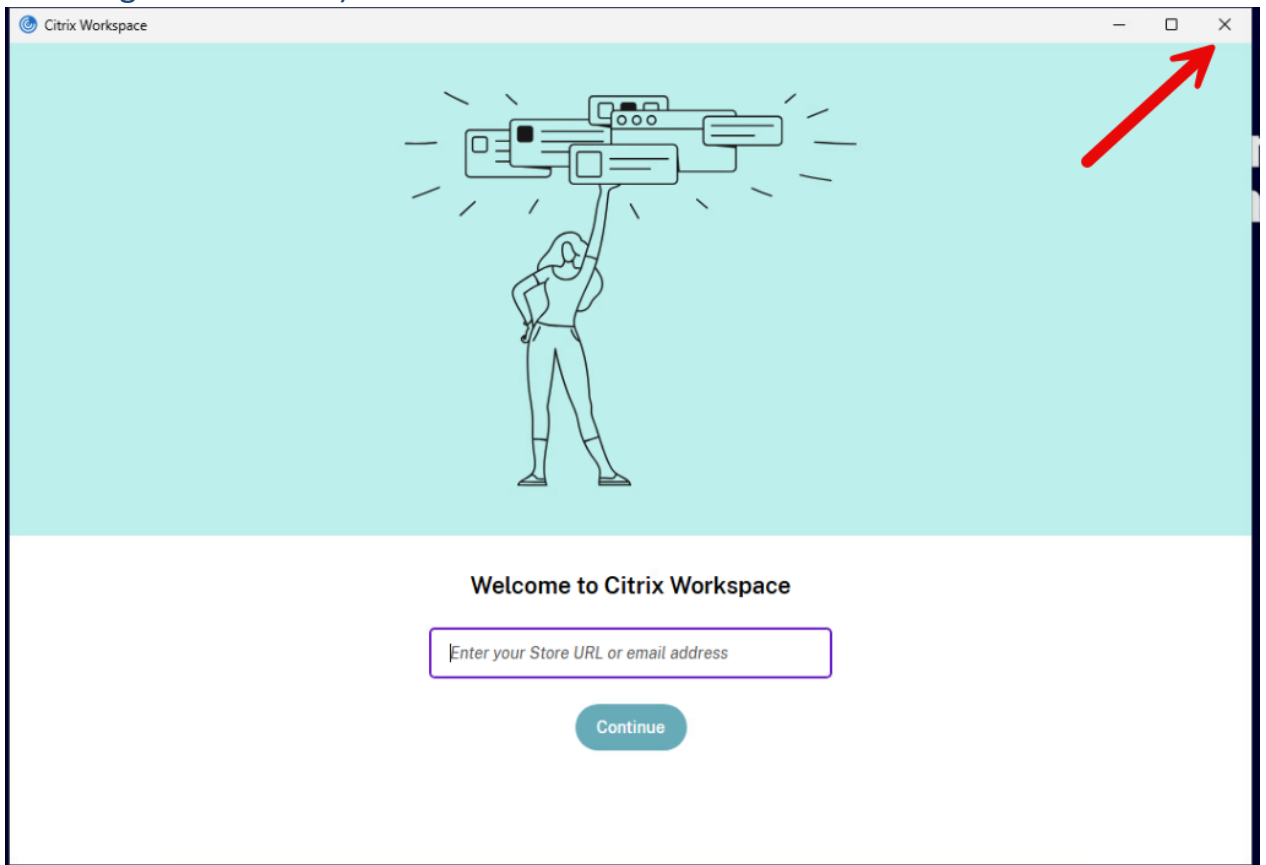 Citrix Workspace
Welcome to Citrix Workspace
Enter your Store URL or email address
Continue